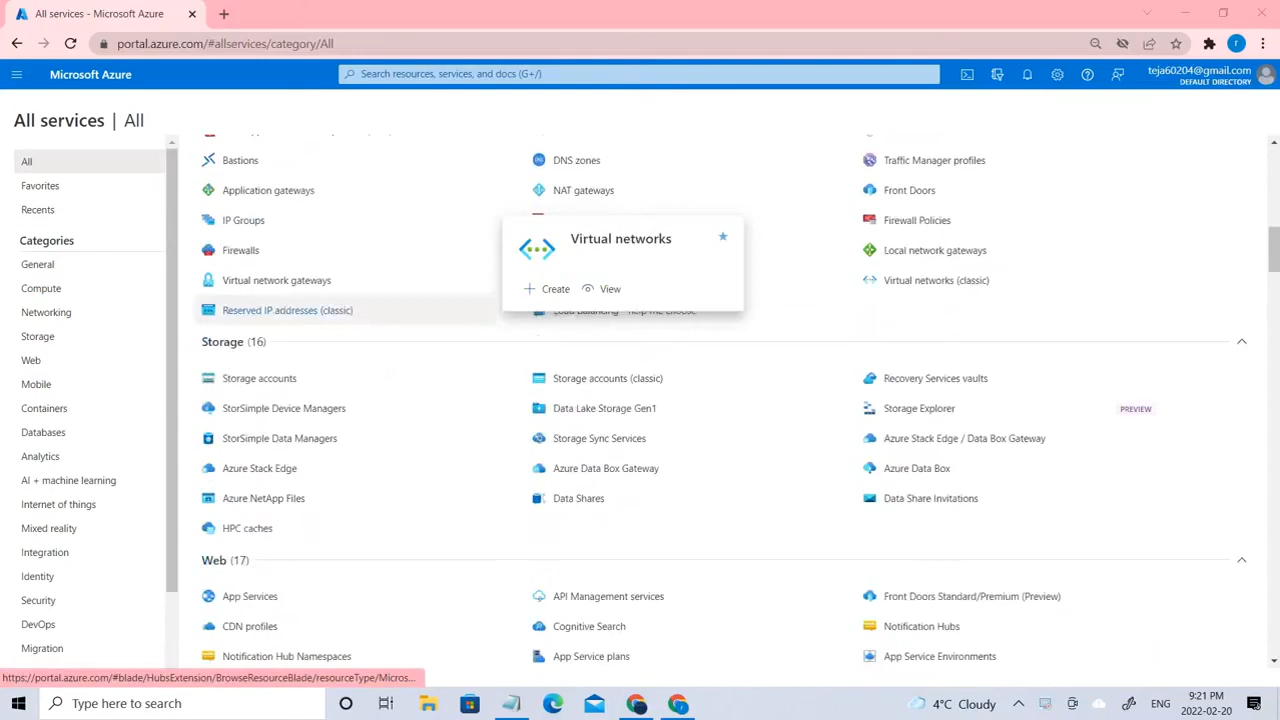 All services - Microsoft Azure
portal.azure.com/#allservices/category/All
r
Microsoft Azure
Search resources, services, and docs (G+/)
teja60204@gmail.com
DEFAULT DIRECTORY
All services | All
All
Favorites
Recents
Categories
General
Compute
Networking
Storage
Web
Mobile
Containers
Databases
Analytics
AI + machine learning
Internet of things
Mixed reality
Integration
Identity
Security
DevOps
Migration
Bastions
DNS zones
Traffic Manager profiles
Application gateways
NAT gateways
Front Doors
IP Groups
Firewall Policies
Virtual networks
Create
View
Firewalls
Local network gateways
Virtual network gateways
Virtual networks (classic)
Reserved IP addresses (classic)
Storage (16)
Storage accounts
Storage accounts (classic)
Recovery Services vaults
StorSimple Device Managers
Data Lake Storage Gen1
Storage Explorer
PREVIEW
StorSimple Data Managers
Storage Sync Services
Azure Stack Edge / Data Box Gateway
Azure Stack Edge
Azure Data Box Gateway
Azure Data Box
Azure NetApp Files
Data Shares
Data Share Invitations
HPC caches
Web (17)
App Services
API Management services
Front Doors Standard/Premium (Preview)
CDN profiles
Cognitive Search
Notification Hubs
Notification Hub Namespaces
App Service plans
App Service Environments
https://portal.azure.com/#blade/HubsExtension/BrowseResourceBlade/resourceType/Micros...
Type here to search
4°C Cloudy
ENG
9:21 PM
2022-02-20